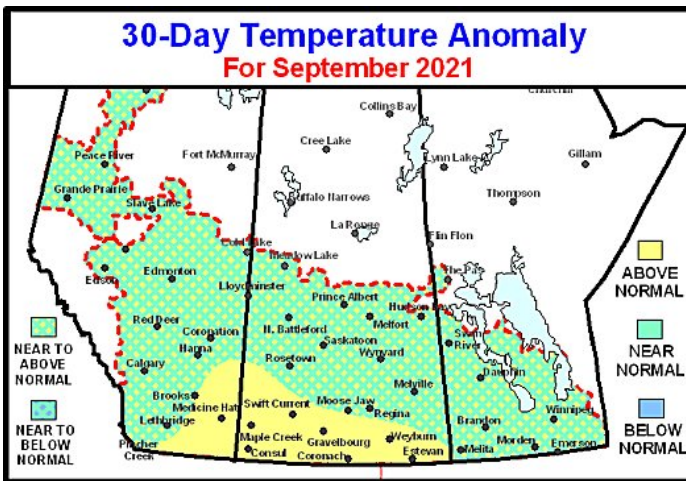 30-Day Temperature Anomaly
For September 2021
Collins Bay
Peace River
Fort McMurray
Cree Lake
Lynn Lake
Gillam
Grande Prairie
Slave Lake
Buffalo Narrows
Thompson
La Ronge
Flin Flon
Cold Lake
Meadow Lake
The Pas
Edson
Edmonton
Lloydminster
Prince Albert
Hudson Bay
Red Deer
Coronation
N. Battleford
Melfort
Swan
River
Hanna
Saskatoon
Calgary
Rosetown
Wynyard
Dauphin
Brooks
Melville
Medicine Hat
Swift Current
Moose Jaw
Regina
Brandon
Winnipeg
Lethbridge
Maple Creek
Gravelbourg
Weyburn
Morden
Pincher
Creek
Consul
Coronach
Estevan
Melita
Emerson
NEAR TO
ABOVE
NORMAL
NEAR TO
BELOW
NORMAL
ABOVE
NORMAL
NEAR
NORMAL
BELOW
NORMAL